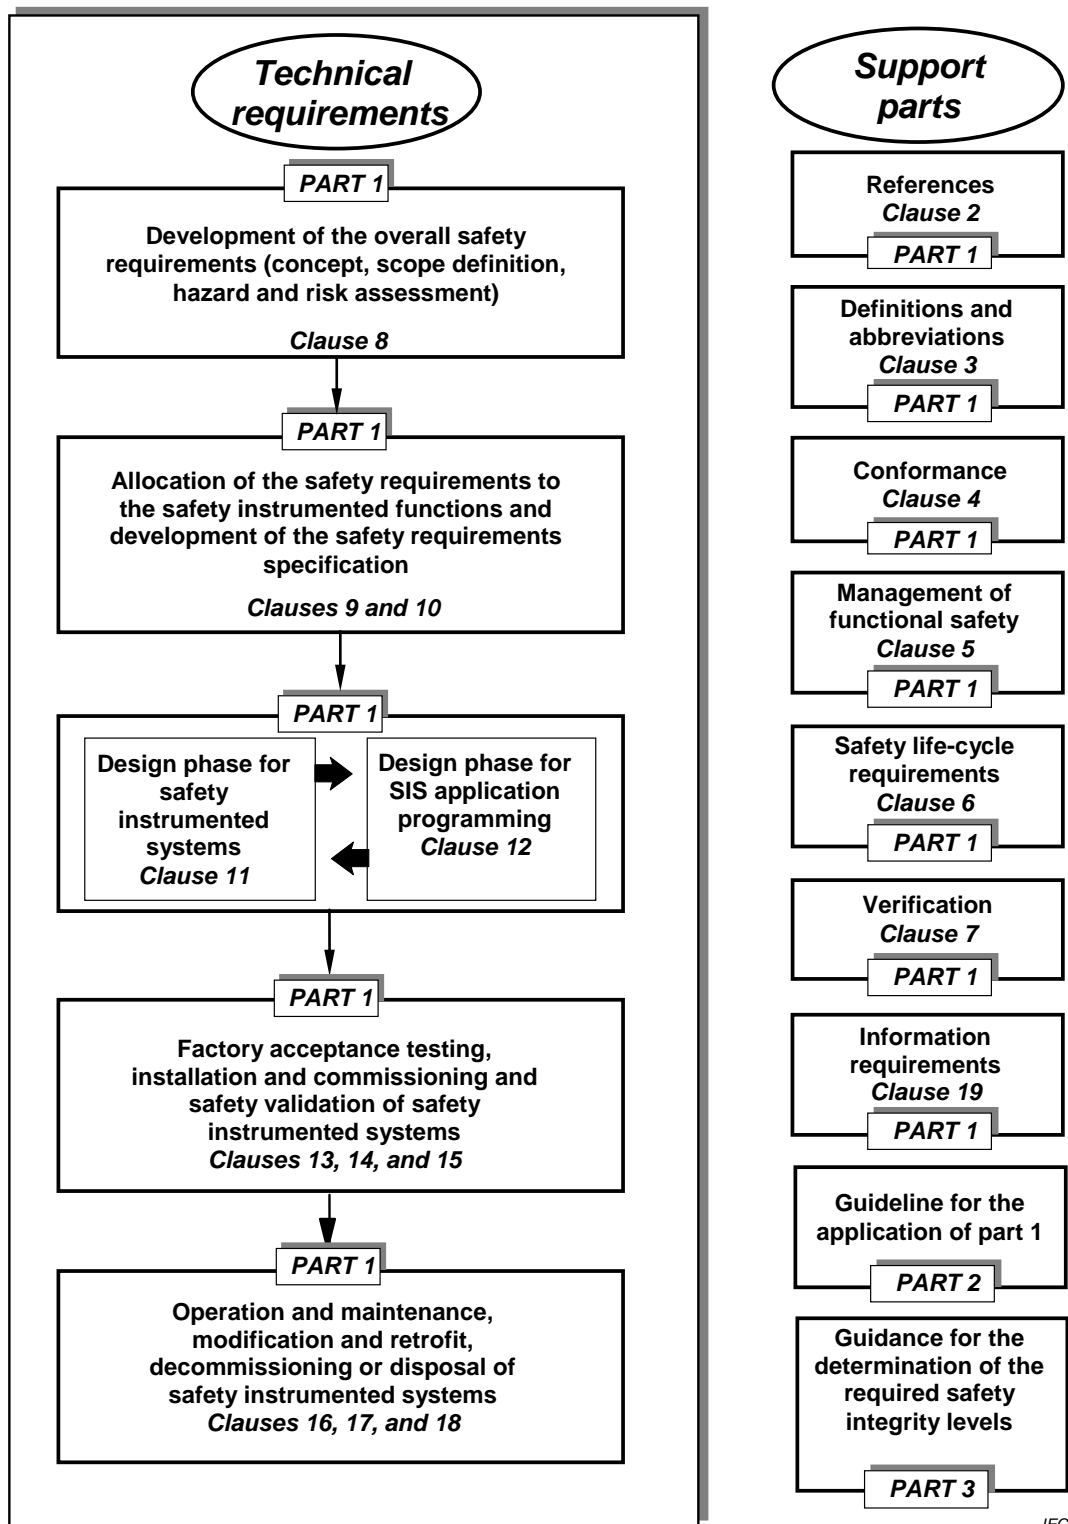 Technical
requirements
PART 1
Development of the overall safety
requirements (concept, scope definition,
hazard and risk assessment)
Clause 8
PART 1
Allocation of the safety requirements to
the safety instrumented functions and
development of the safety requirements
specification
Clauses 9 and 10
PART 1
Design phase for
safety
instrumented
systems
Clause 11
Design phase for
SIS application
programming
Clause 12
PART 1
Factory acceptance testing,
installation and commissioning and
safety validation of safety
instrumented systems
Clauses 13, 14, and 15
PART 1
Operation and maintenance,
modification and retrofit,
decommissioning or disposal of
safety instrumented systems
Clauses 16, 17, and 18
Support
parts
References
Clause 2
PART 1
Definitions and
abbreviations
Clause 3
PART 1
Conformance
Clause 4
PART 1
Management of
functional safety
Clause 5
PART 1
Safety life-cycle
requirements
Clause 6
PART 1
Verification
Clause 7
PART 1
Information
requirements
Clause 19
PART 1
Guideline for the
application of part 1
PART 2
Guidance for the
determination of the
required safety
integrity levels
PART 3
IEC